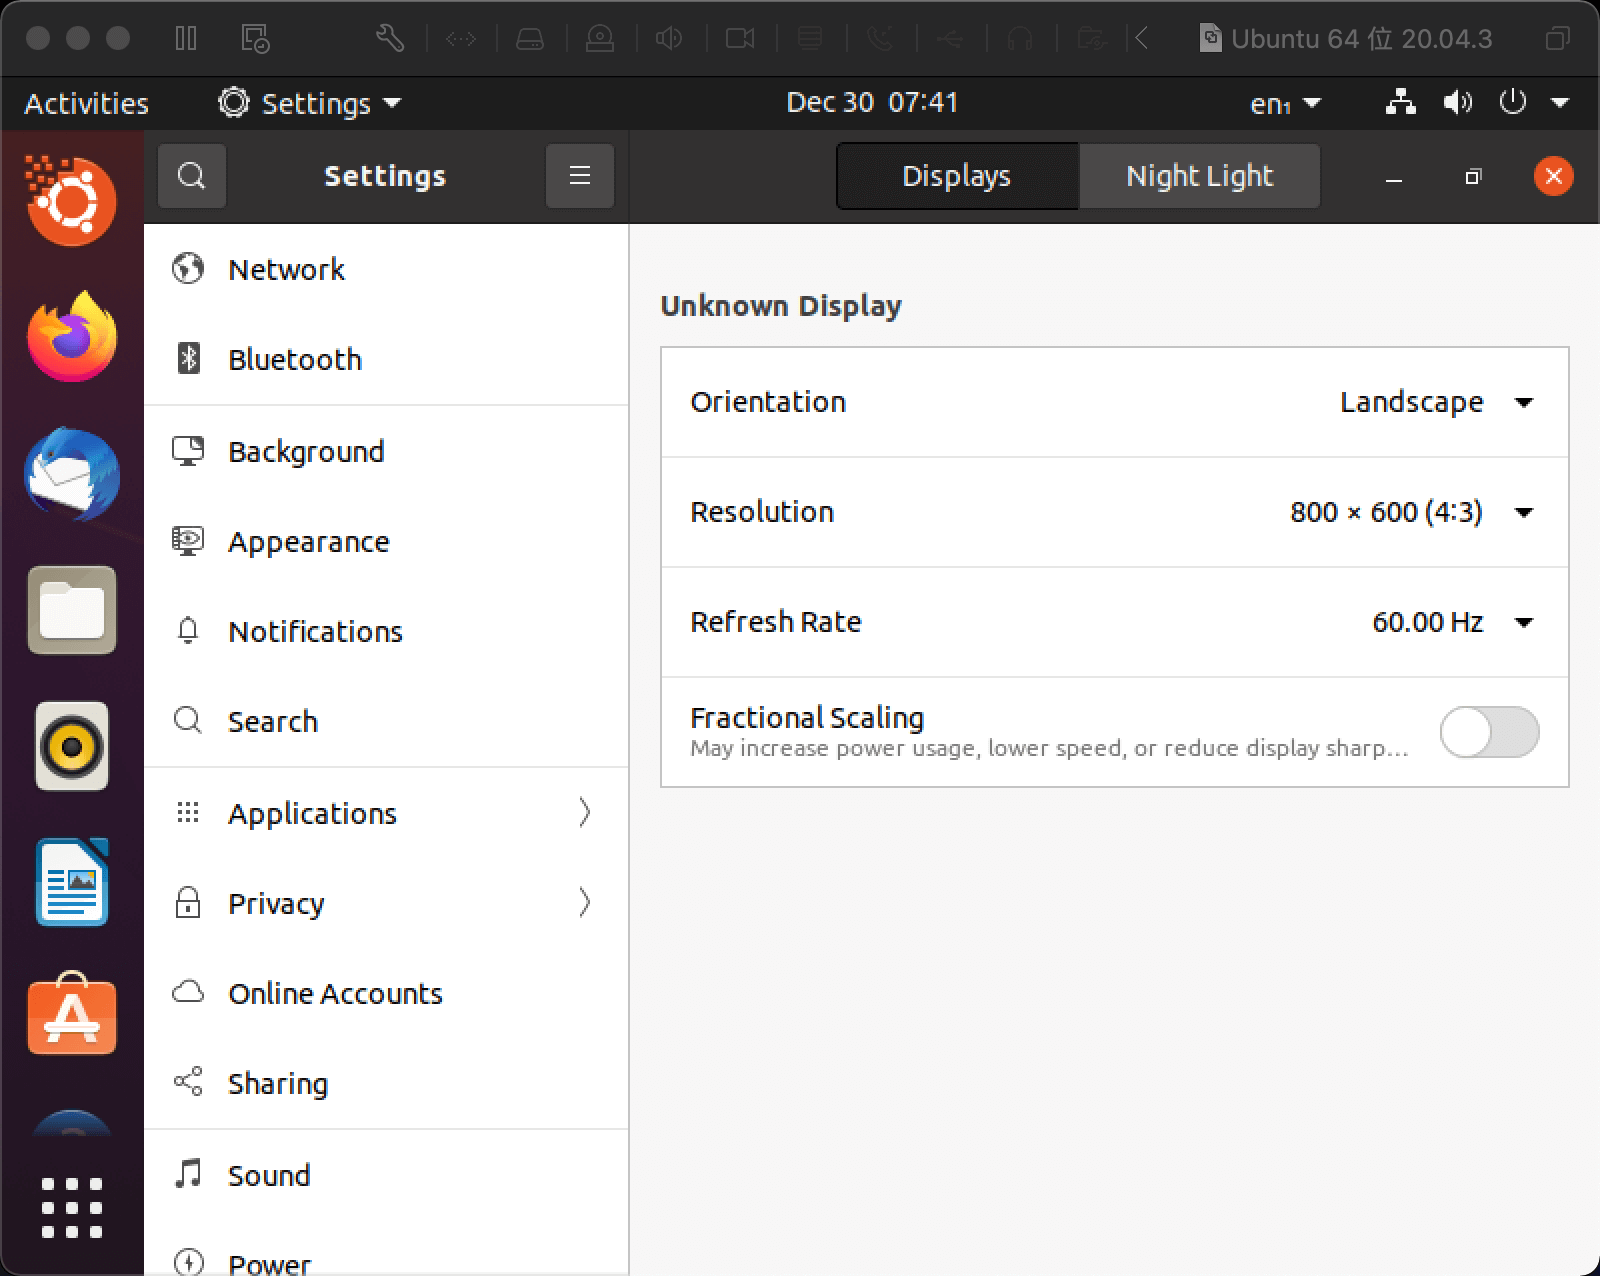 Ubuntu 64 位 20.04.3
Activities
Settings
Dec 30 07:41
en₁
Settings
Displays
Night Light
Network
Bluetooth
Background
Appearance
Notifications
Search
Applications
Privacy
Online Accounts
Sharing
Sound
Power
Unknown Display
Orientation
Landscape
Resolution
800 × 600 (4:3)
Refresh Rate
60.00 Hz
Fractional Scaling
May increase power usage, lower speed, or reduce display sharp…